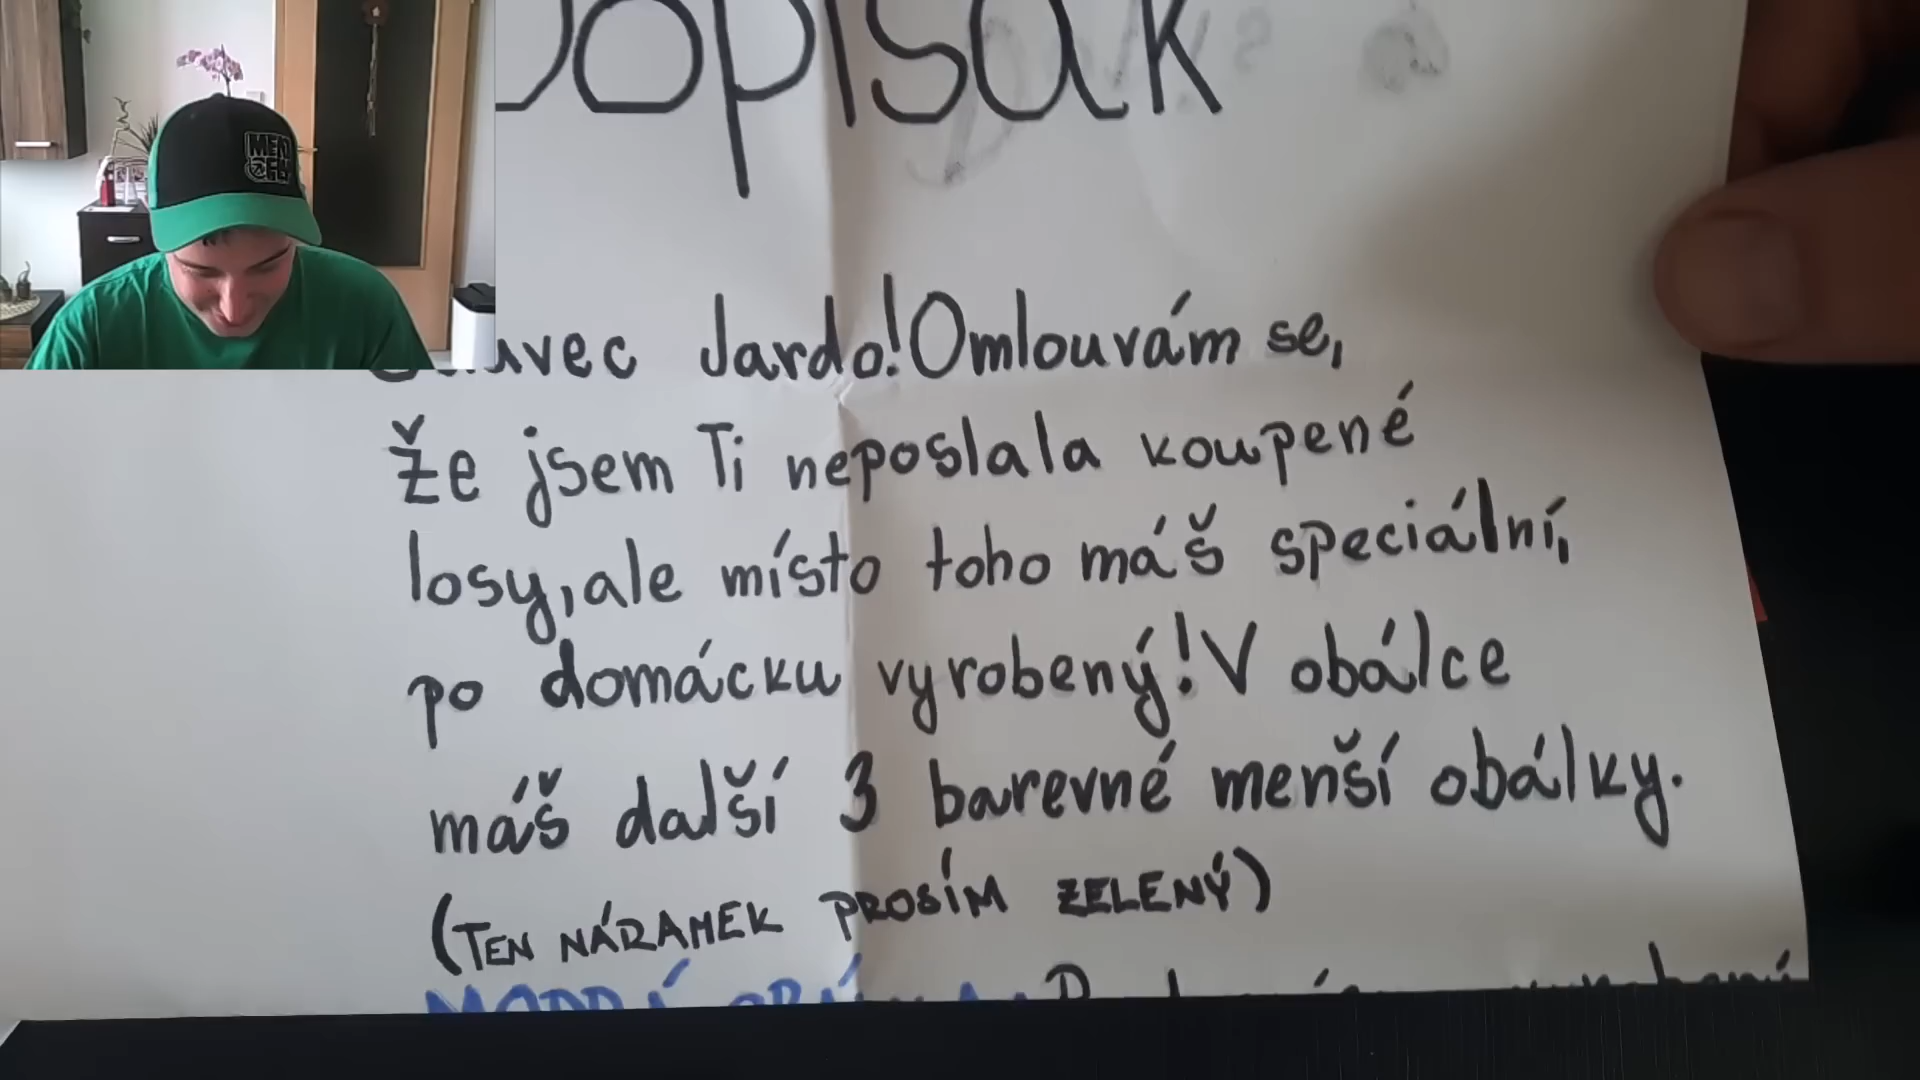 Dopisák
Jardo! Omlouvám se,
že jsem Ti neposlala koupené
losy, ale místo toho máš speciální,
po domácku vyrobený! V obálce
máš další 3 barevné menší obálky.
(TEN NÁRAMEK PROSÍM ZELENÝ)